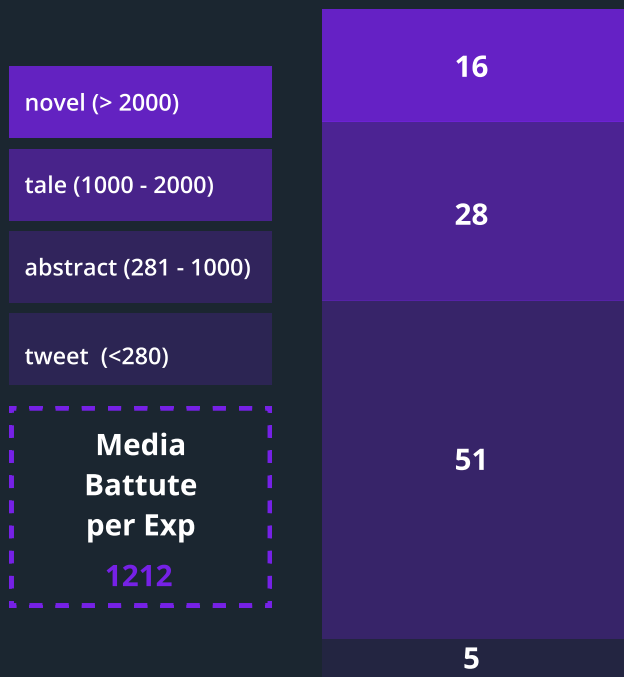 novel (> 2000)
tale (1000 - 2000)
abstract (281 - 1000)
tweet  (<280)
Media
Battute
per Exp
1212
16
28
51
5